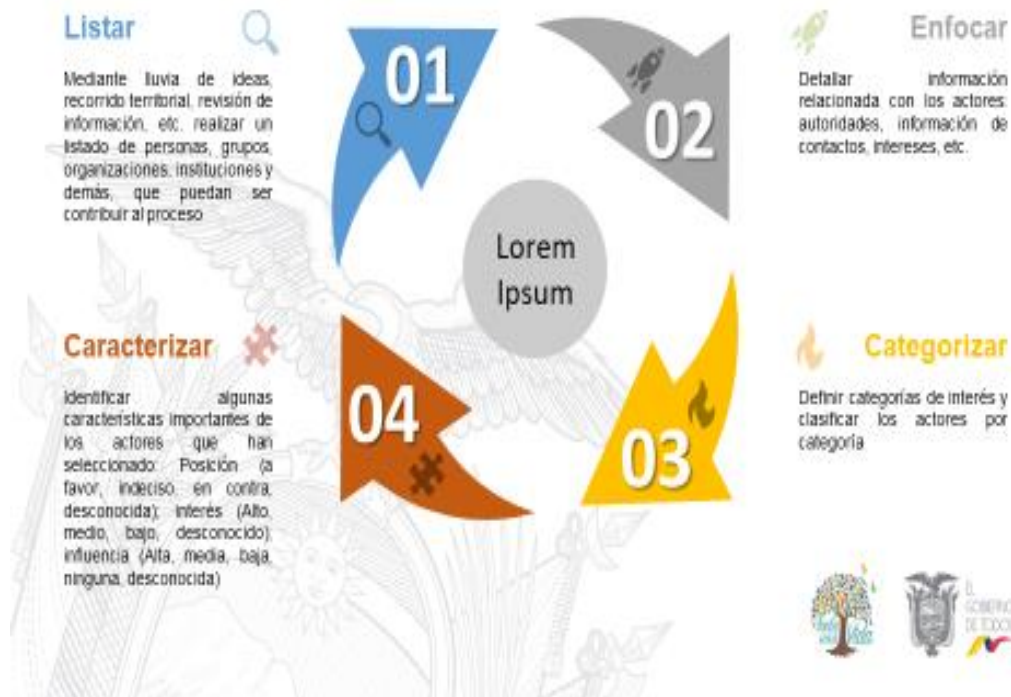 Listar
Mediante lluvia de ideas,
recorrido territorial, revisión de
información, etc. realizar un
listado de personas, grupos,
organizaciones, instituciones y
demás, que puedan ser
contribuir al proceso
01
02
Enfocar
Detallar información
relacionada con los actores:
autoridades, información de
contactos, intereses, etc.
Lorem
Ipsum
Caracterizar
Identificar algunas
características importantes de
los actores que han
seleccionado: Posición (a
favor, indeciso, en contra,
desconocida); interés (Alto,
medio, bajo, desconocido)
influencia (Alta, media, baja,
ninguna, desconocida)
04
03
Categorizar
Definir categorías de interés y
clasificar los actores por
categoría
EL
GOBIERNO
DE TODOS